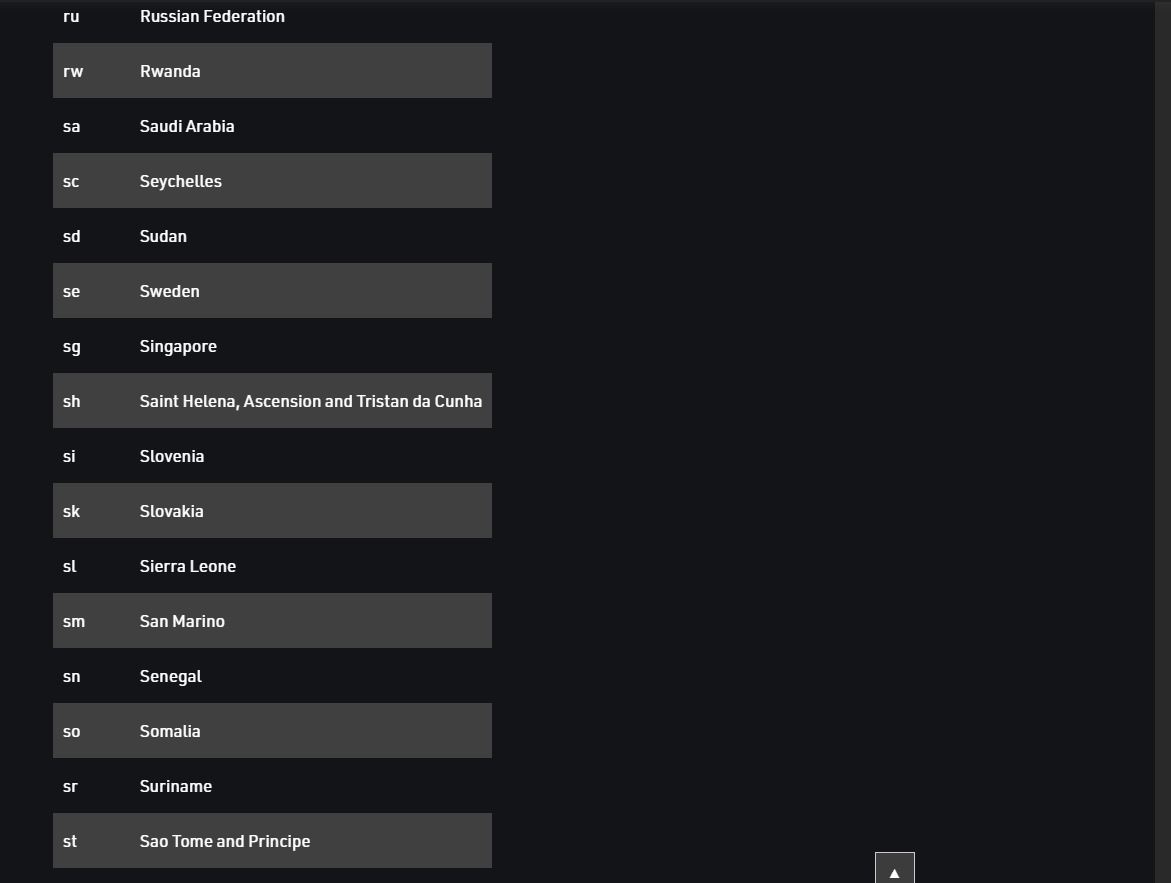 ru Russian Federation
rw Rwanda
sa Saudi Arabia
sc Seychelles
sd Sudan
se Sweden
sg Singapore
sh Saint Helena, Ascension and Tristan da Cunha
si Slovenia
sk Slovakia
sl Sierra Leone
sm San Marino
sn Senegal
so Somalia
sr Suriname
st Sao Tome and Principe